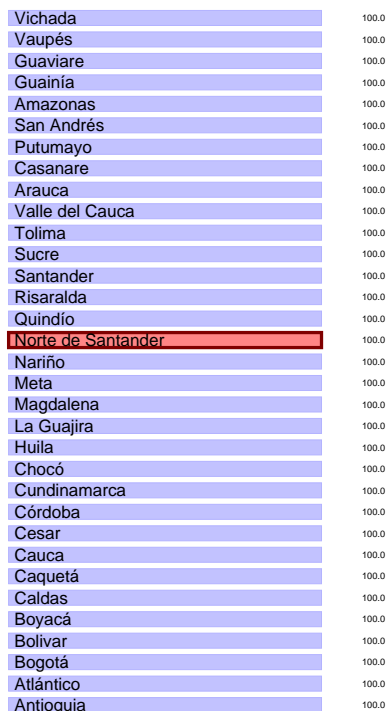 Vichada 100.0
Vaupés 100.0
Guaviare 100.0
Guainía 100.0
Amazonas 100.0
San Andrés 100.0
Putumayo 100.0
Casanare 100.0
Arauca 100.0
Valle del Cauca 100.0
Tolima 100.0
Sucre 100.0
Santander 100.0
Risaralda 100.0
Quindío 100.0
Norte de Santander 100.0
Nariño 100.0
Meta 100.0
Magdalena 100.0
La Guajira 100.0
Huila 100.0
Chocó 100.0
Cundinamarca 100.0
Córdoba 100.0
Cesar 100.0
Cauca 100.0
Caquetá 100.0
Caldas 100.0
Boyacá 100.0
Bolivar 100.0
Bogotá 100.0
Atlántico 100.0
Antioquia 100.0